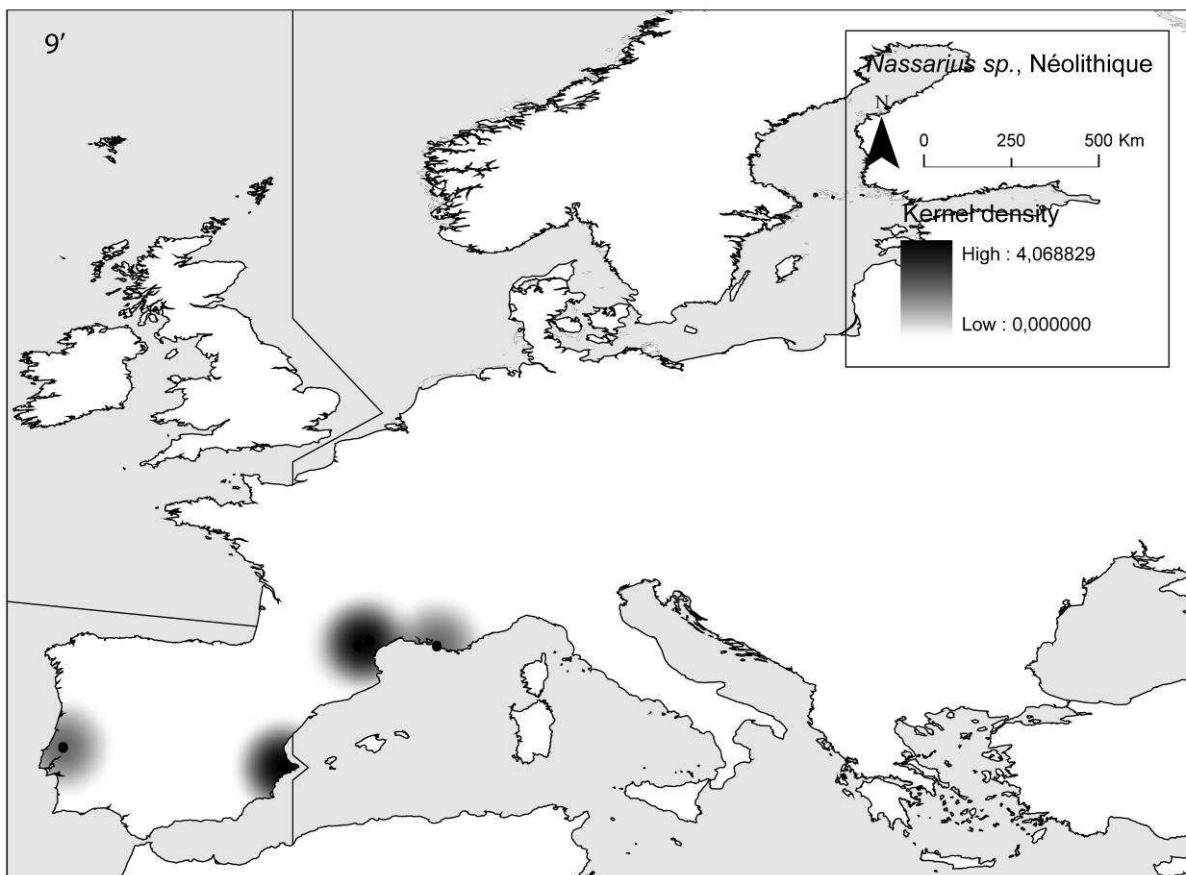 9’
Nassarius sp., Néolithique
N
0 250 500 Km
Kernel density
High : 4,068829
Low : 0,000000